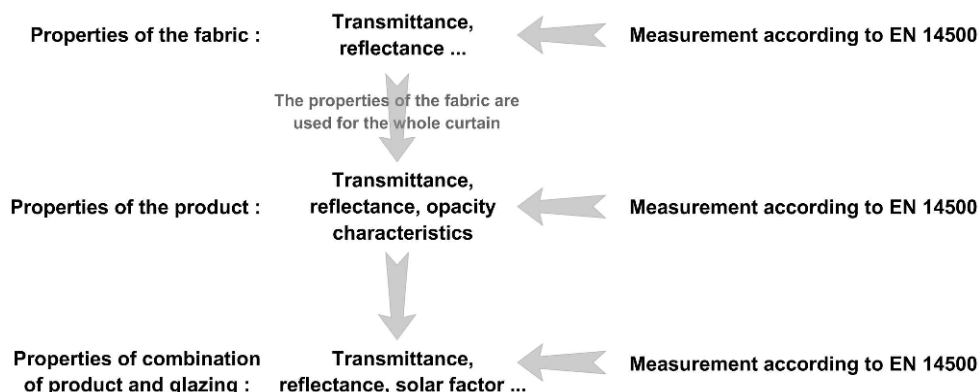 Properties of the fabric :
Transmittance,
reflectance ...
Measurement according to EN 14500
The properties of the fabric are
used for the whole curtain
Properties of the product :
Transmittance,
reflectance, opacity
characteristics
Measurement according to EN 14500
Properties of combination
of product and glazing :
Transmittance,
reflectance, solar factor ...
Measurement according to EN 14500